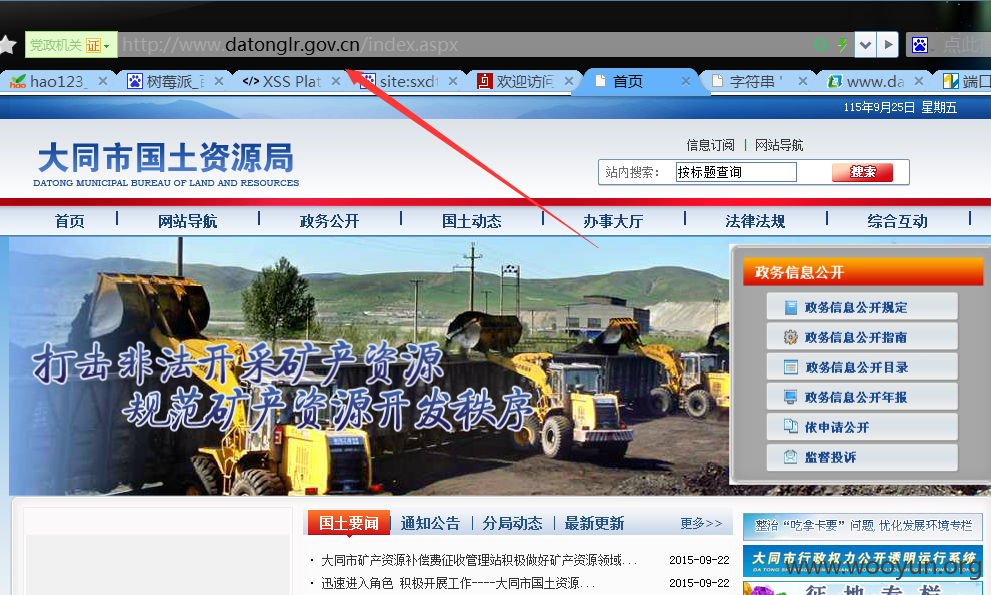 党政机关 证 http://www.datonglr.gov.cn/index.aspx 点此
hao123_ 树莓派_百 </> XSS Plat site:sxdt 欢迎访问 首页 字符串 ' www.da 端口
115年9月25日 星期五
大同市国土资源局
DATONG MUNICIPAL BUREAU OF LAND AND RESOURCES
信息订阅 | 网站导航
站内搜索： 按标题查询 搜索
首页 | 网站导航 | 政务公开 | 国土动态 | 办事大厅 | 法律法规 | 综合互动 |
打击非法开采矿产资源
规范矿产资源开发秩序
政务信息公开
政务信息公开规定
政务信息公开指南
政务信息公开目录
政务信息公开年报
依申请公开
监督投诉
国土要闻 通知公告 | 分局动态 | 最新更新 更多>>
· 大同市矿产资源补偿费征收管理站积极做好矿产资源领域... 2015-09-22
· 迅速进入角色 积极开展工作----大同市国土资源... 2015-09-22
整治“吃拿卡要”问题,优化发展环境专栏
大同市行政权力公开透明运行系统
www.wooyun.org
征地专栏